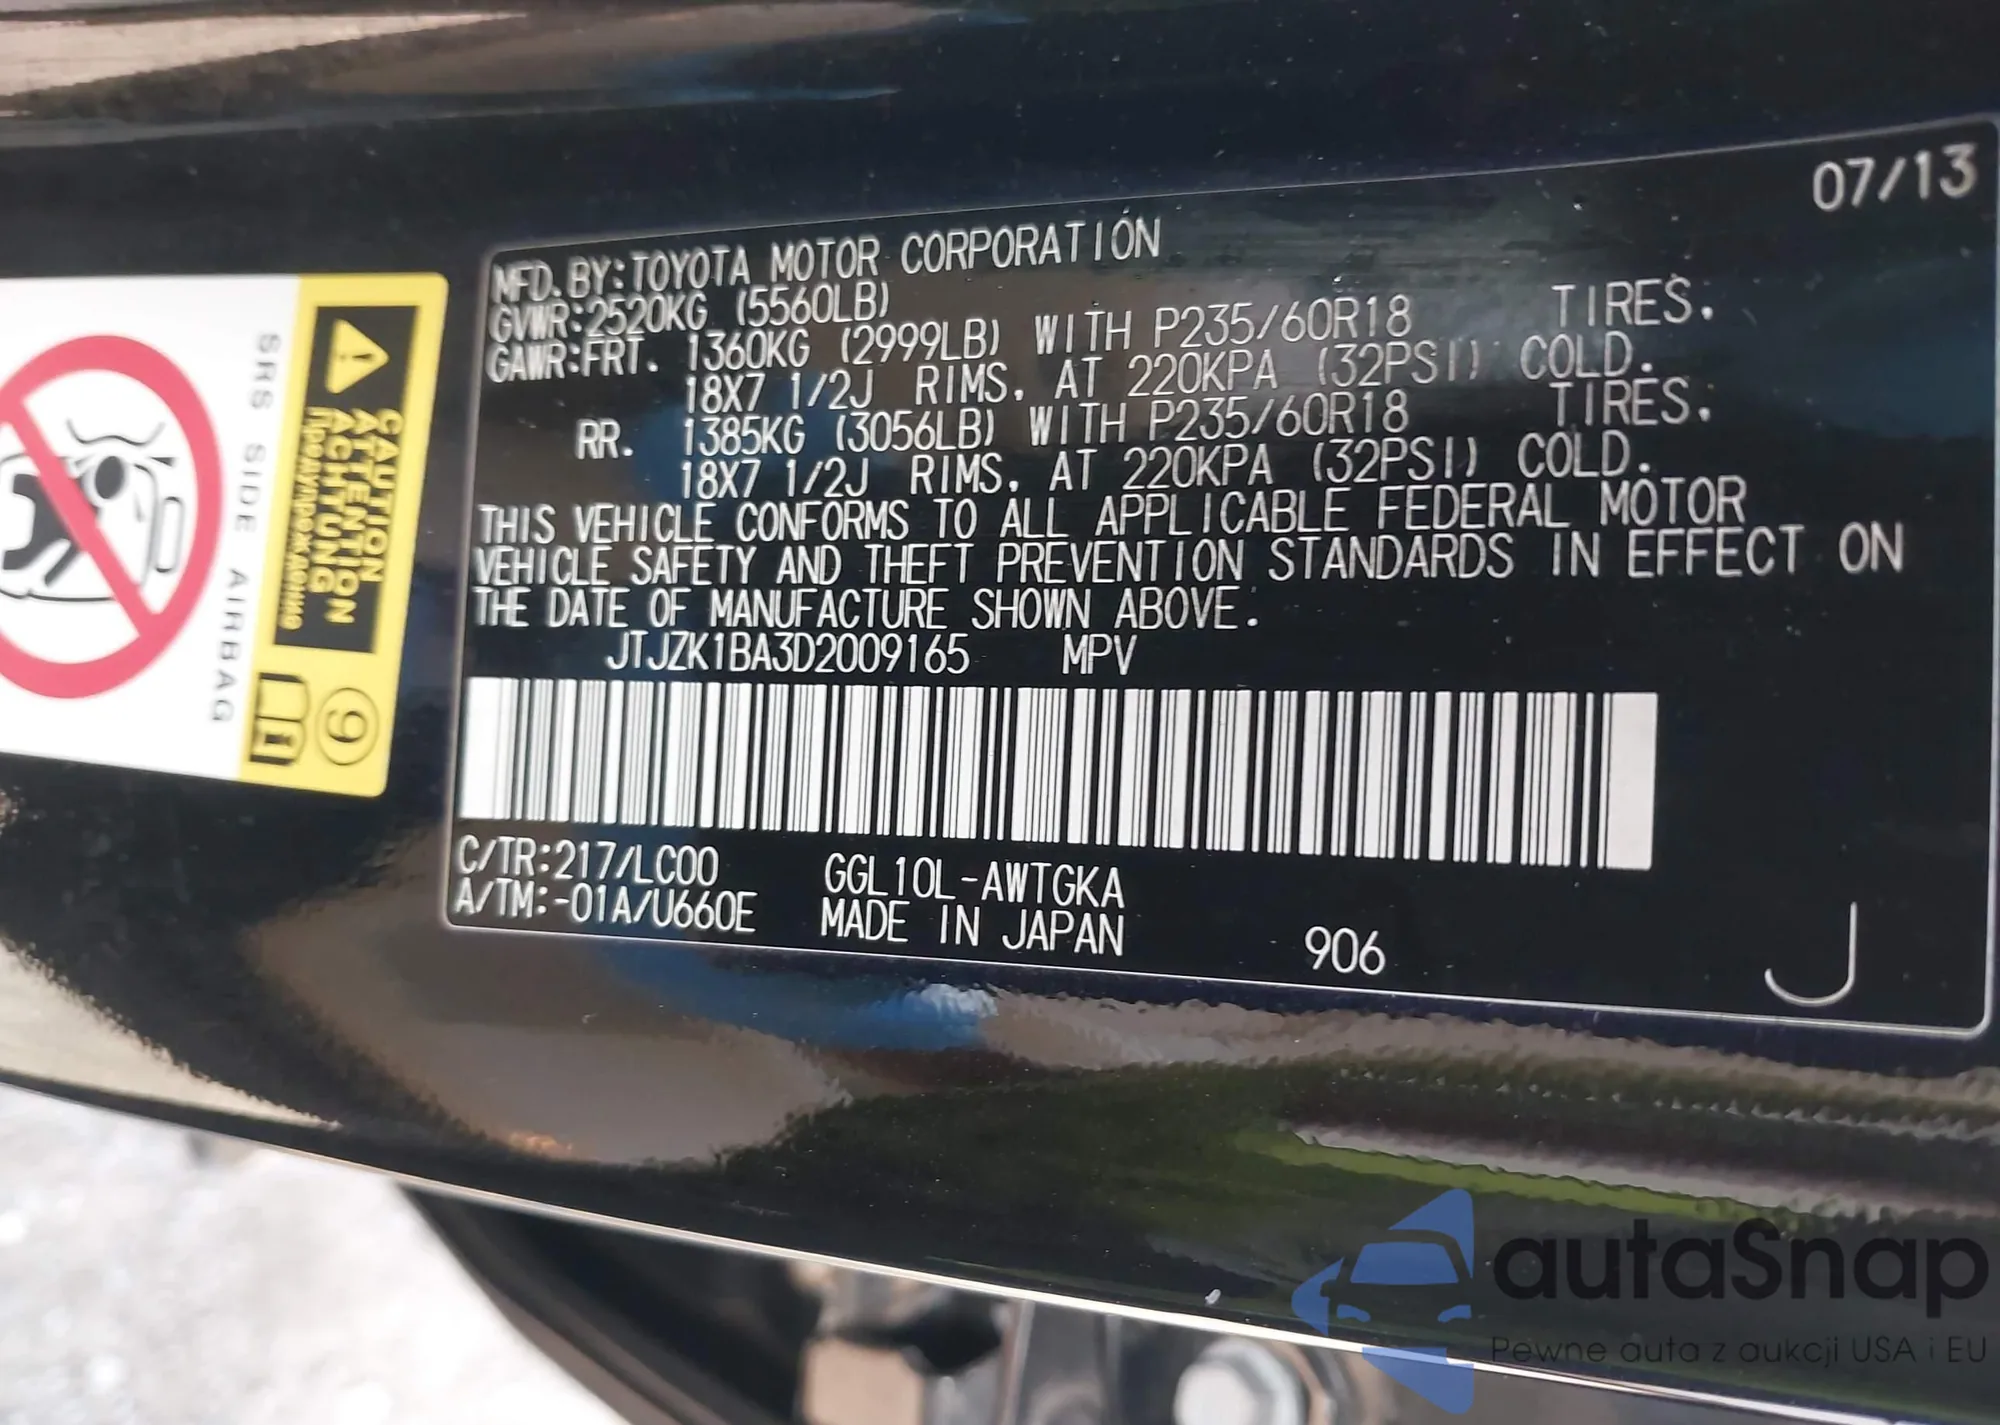 07/13
MFD.BY:TOYOTA MOTOR CORPORATION
GVWR:2520KG (5560LB)
GAWR:FRT. 1360KG (2999LB) WITH P235/60R18 TIRES.
18X7 1/2J RIMS, AT 220KPA (32PSI) COLD.
RR. 1385KG (3056LB) WITH P235/60R18 TIRES.
18X7 1/2J RIMS, AT 220KPA (32PSI) COLD.
THIS VEHICLE CONFORMS TO ALL APPLICABLE FEDERAL MOTOR
VEHICLE SAFETY AND THEFT PREVENTION STANDARDS IN EFFECT ON
THE DATE OF MANUFACTURE SHOWN ABOVE.
JTJZK1BA3D2009165 MPV
C/TR:217/LC00 GGL10L-AWTGKA
A/TM:-01A/U660E MADE IN JAPAN
906
J
CAUTION
ATTENTION
ACHTUNG
Предупреждение
SRS SIDE AIRBAG
9
autaSnap
Pewne auta z aukcji USA i EU